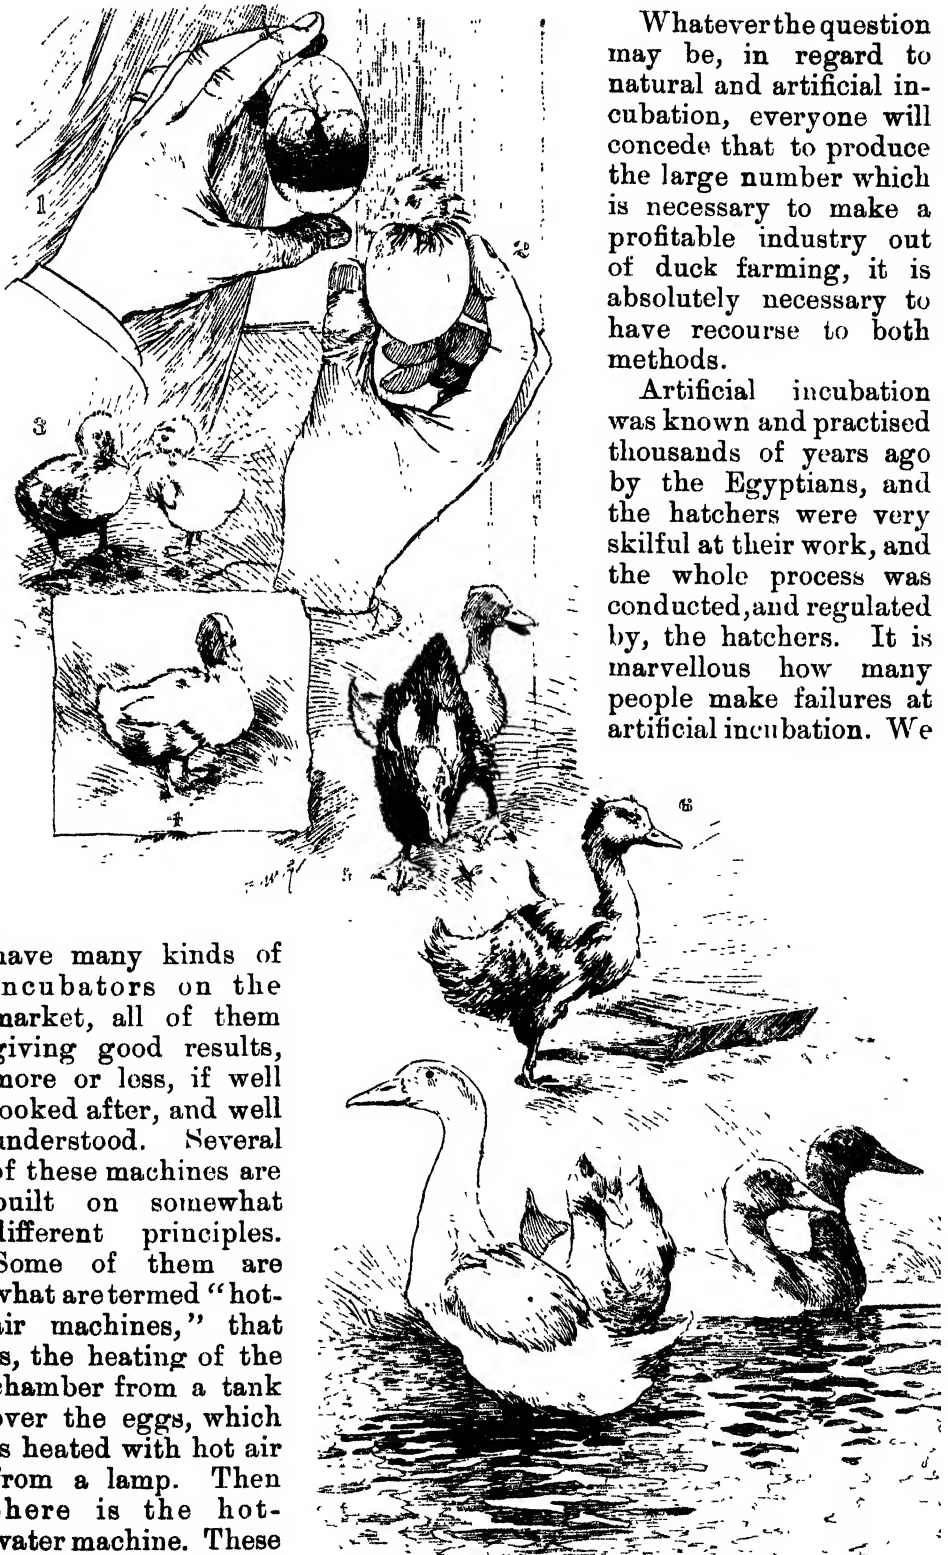 Whatever the question
may be, in regard to
natural and artificial in-
cubation, everyone will
concede that to produce
the large number which
is necessary to make a
profitable industry out
of duck farming, it is
absolutely necessary to
have recourse to both
methods.
Artificial incubation
was known and practised
thousands of years ago
by the Egyptians, and
the hatchers were very
skilful at their work, and
the whole process was
conducted, and regulated
by, the hatchers. It is
marvellous how many
people make failures at
artificial incubation. We
1
2
3
4
5
6
have many kinds of
incubators on the
market, all of them
giving good results,
more or less, if well
looked after, and well
understood. Several
of these machines are
built on somewhat
different principles.
Some of them are
what are termed "hot-
air machines," that
is, the heating of the
chamber from a tank
over the eggs, which
is heated with hot air
from a lamp. Then
there is the hot-
water machine. These